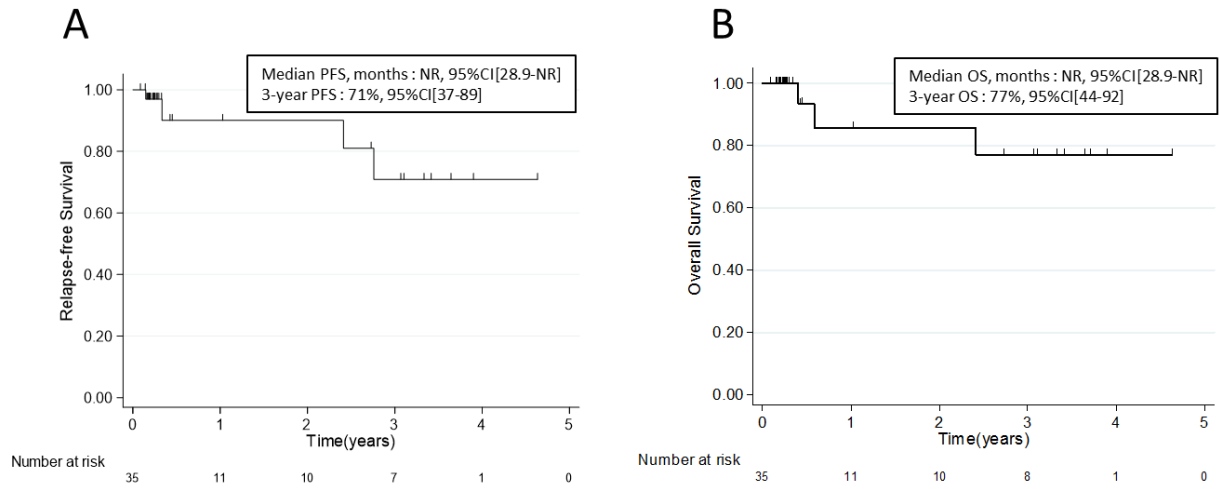 A
Median PFS, months : NR, 95%CI[28.9-NR]
3-year PFS : 71%, 95%CI[37-89]
1.00
0.80
0.60
0.40
0.20
0.00
Relapse-free Survival
0 1 2 3 4 5
Time(years)
Number at risk
35 11 10 7 1 0
B
Median OS, months : NR, 95%CI[28.9-NR]
3-year OS : 77%, 95%CI[44-92]
1.00
0.80
0.60
0.40
0.20
0.00
Overall Survival
0 1 2 3 4 5
Time(years)
Number at risk
35 11 10 8 1 0